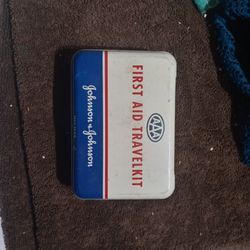 AAA
FIRST AID TRAVELKIT
Johnson & Johnson